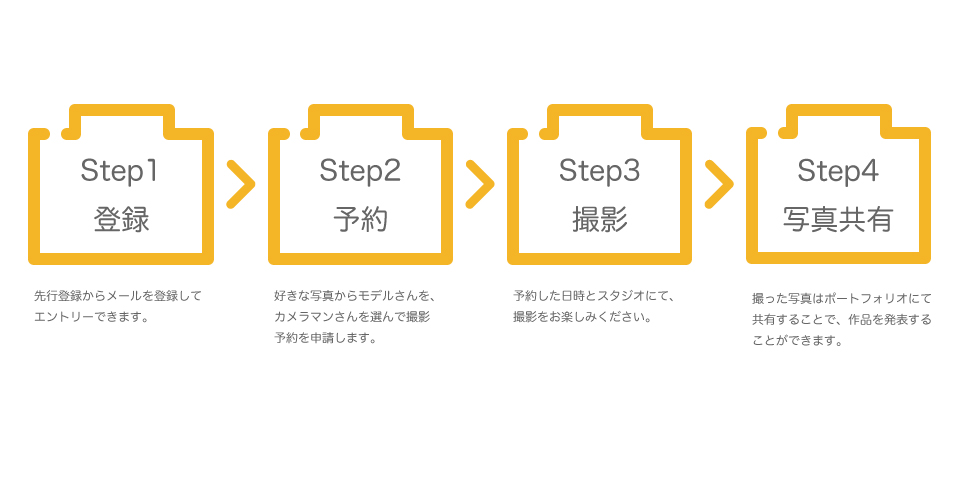 Step1
登録
先行登録からメールを登録して
エントリーできます。
Step2
予約
好きな写真からモデルさんを、
カメラマンさんを選んで撮影
予約を申請します。
Step3
撮影
予約した日時とスタジオにて、
撮影をお楽しみください。
Step4
写真共有
撮った写真はポートフォリオにて
共有することで、作品を発表する
ことができます。